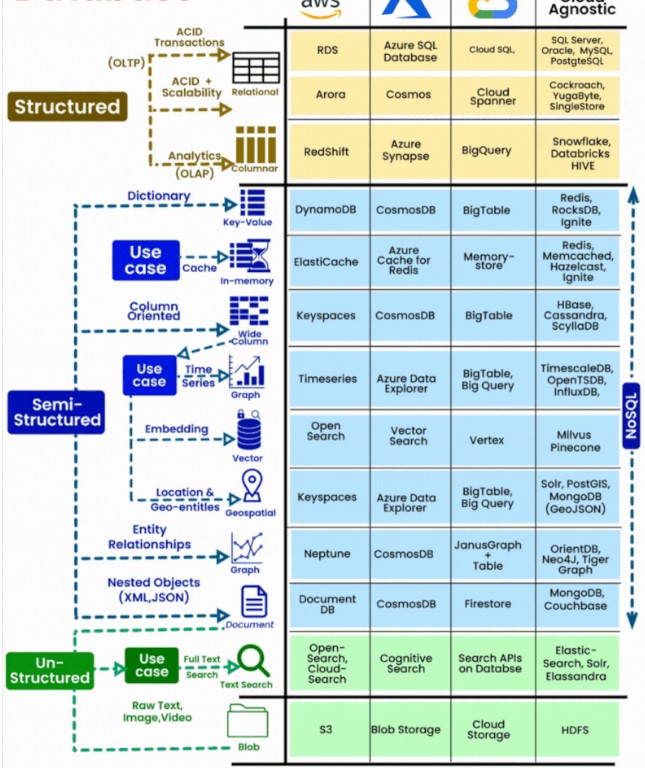 aws
Cloud
Agnostic
ACID
Transactions
(OLTP)
ACID +
Scalability
Relational
Structured
Analytics
(OLAP)
Columnar
RDS
Azure SQL
Database
Cloud SQL,
SQL Server,
Oracle, MySQL,
PostgteSQL
Arora
Cosmos
Cloud
Spanner
Cockroach,
YugaByte,
SingleStore
RedShift
Azure
Synapse
BigQuery
Snowflake,
Databricks
HIVE
Dictionary
Key-Value
DynamoDB
CosmosDB
BigTable
Redis,
RocksDB,
Ignite
Use
case
Cache
In-memory
ElastiCache
Azure
Cache for
Redis
Memory-
store
Redis,
Memcached,
Hazelcast,
Ignite
Column
Oriented
Wide
Column
Keyspaces
CosmosDB
BigTable
HBase,
Cassandra,
ScyllaDB
Use
case
Time
Series
Graph
Timeseries
Azure Data
Explorer
BigTable,
Big Query
TimescaleDB,
OpenTSDB,
InfluxDB,
Semi-
Structured
NoSQL
Embedding
Vector
Open
Search
Vector
Search
Vertex
Milvus
Pinecone
Location &
Geo-entities
Geospatial
Keyspaces
Azure Data
Explorer
BigTable,
Big Query
Solr, PostGIS,
MongoDB
(GeoJSON)
Entity
Relationships
Graph
Neptune
CosmosDB
JanusGraph
+
Table
OrientDB,
Neo4J, Tiger
Graph
Nested Objects
(XML,JSON)
Document
Document
DB
CosmosDB
Firestore
MongoDB,
Couchbase
Un-
Structured
Use
case
Full Text
Search
Text Search
Open-
Search,
Cloud-
Search
Cognitive
Search
Search APIs
on Databse
Elastic-
Search, Solr,
Elassandra
Raw Text,
Image,Video
Blob
S3
Blob Storage
Cloud
Storage
HDFS